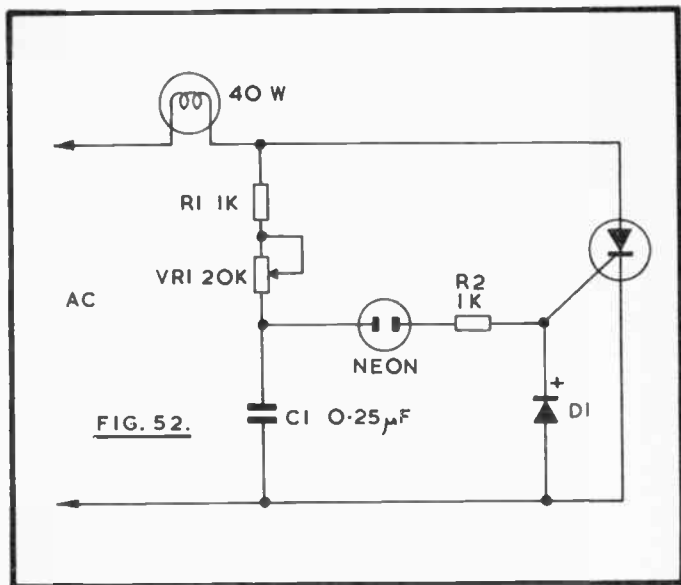 40 W
R1 1K
VR1 20K
AC
R2
1K
NEON
+
D1
C1 0·25µF
FIG. 52.